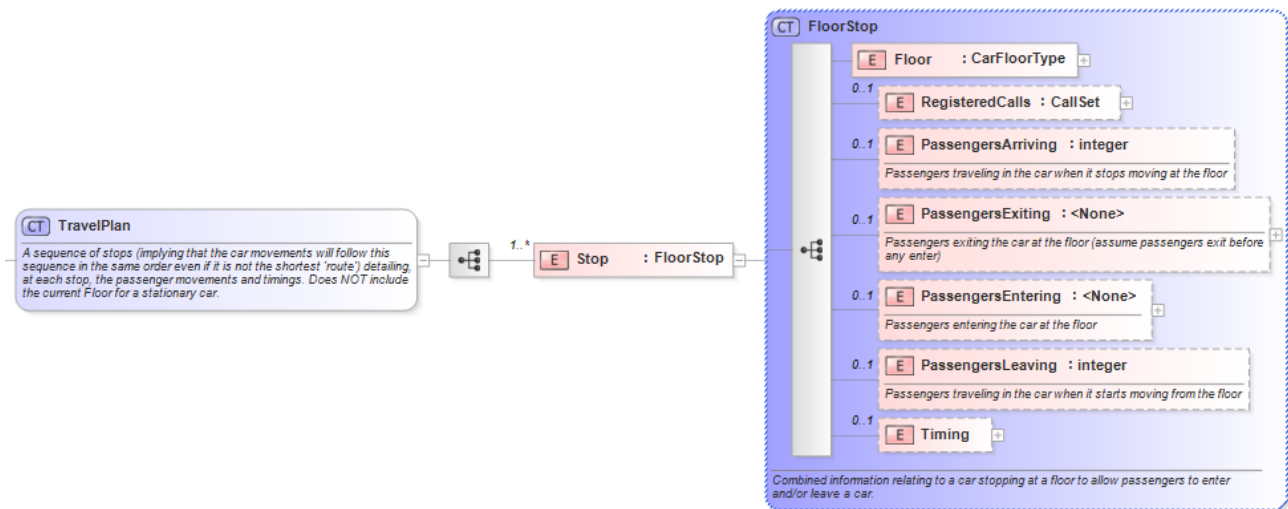 CT FloorStop
E Floor : CarFloorType
0..1
E RegisteredCalls : CallSet
0..1
E PassengersArriving : integer
Passengers traveling in the car when it stops moving at the floor
0..1
E PassengersExiting : <None>
Passengers exiting the car at the floor (assume passengers exit before
any enter)
CT TravelPlan
A sequence of stops (implying that the car movements will follow this
sequence in the same order even if it is not the shortest 'route') detailing,
at each stop, the passenger movements and timings. Does NOT include
the current Floor for a stationary car.
1..*
E Stop : FloorStop
0..1
E PassengersEntering : <None>
Passengers entering the car at the floor
0..1
E PassengersLeaving : integer
Passengers traveling in the car when it starts moving from the floor
0..1
E Timing
Combined information relating to a car stopping at a floor to allow passengers to enter
and/or leave a car.